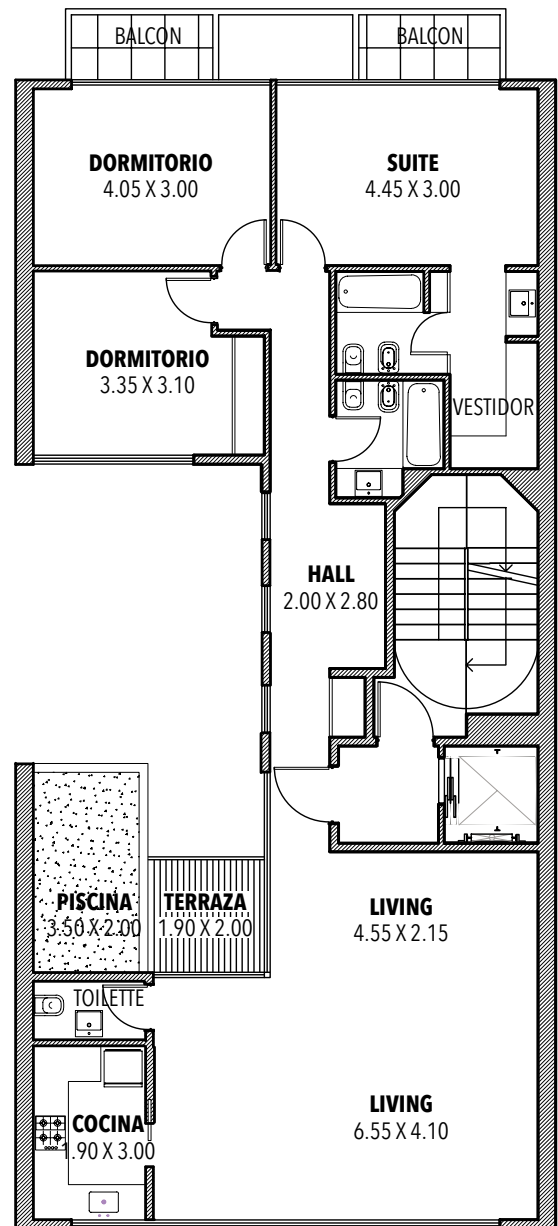 BALCON
BALCON
DORMITORIO
4.05 X 3.00
SUITE
4.45 X 3.00
DORMITORIO
3.35 X 3.10
VESTIDOR
HALL
2.00 X 2.80
PISCINA
3.50 X 2.00
TERRAZA
1.90 X 2.00
LIVING
4.55 X 2.15
TOILETTE
COCINA
1.90 X 3.00
LIVING
6.55 X 4.10